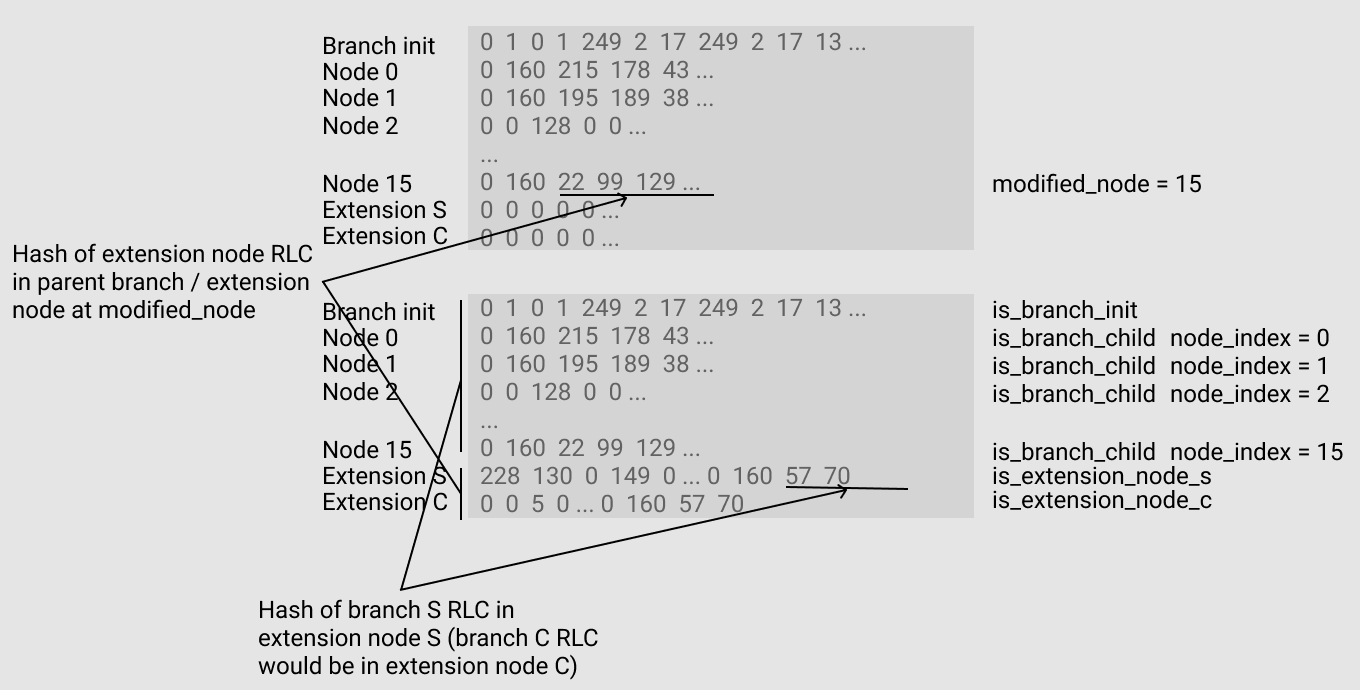 Branch init 0 1 0 1 249 2 17 249 2 17 13 ...
Node 0 0 160 215 178 43 ...
Node 1 0 160 195 189 38 ...
Node 2 0 0 128 0 0 ...
...
Node 15 0 160 22 99 129 ... modified_node = 15
Extension S 0 0 0 0 0 ...
Extension C 0 0 0 0 0 ...
Hash of extension node RLC
in parent branch / extension
node at modified_node
Branch init 0 1 0 1 249 2 17 249 2 17 13 ... is_branch_init
Node 0 0 160 215 178 43 ... is_branch_child node_index = 0
Node 1 0 160 195 189 38 ... is_branch_child node_index = 1
Node 2 0 0 128 0 0 ... is_branch_child node_index = 2
...
Node 15 0 160 22 99 129 ... is_branch_child node_index = 15
Extension S 228 130 0 149 0 ... 0 160 57 70 is_extension_node_s
Extension C 0 0 5 0 ... 0 160 57 70 is_extension_node_c
Hash of branch S RLC in
extension node S (branch C RLC
would be in extension node C)